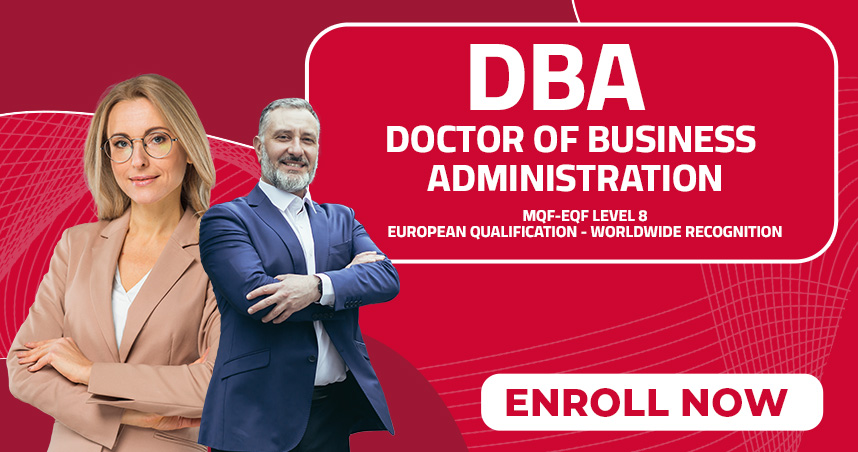 DBA
DOCTOR OF BUSINESS
ADMINISTRATION
MQF-EQF LEVEL 8
EUROPEAN QUALIFICATION - WORLDWIDE RECOGNITION
ENROLL NOW